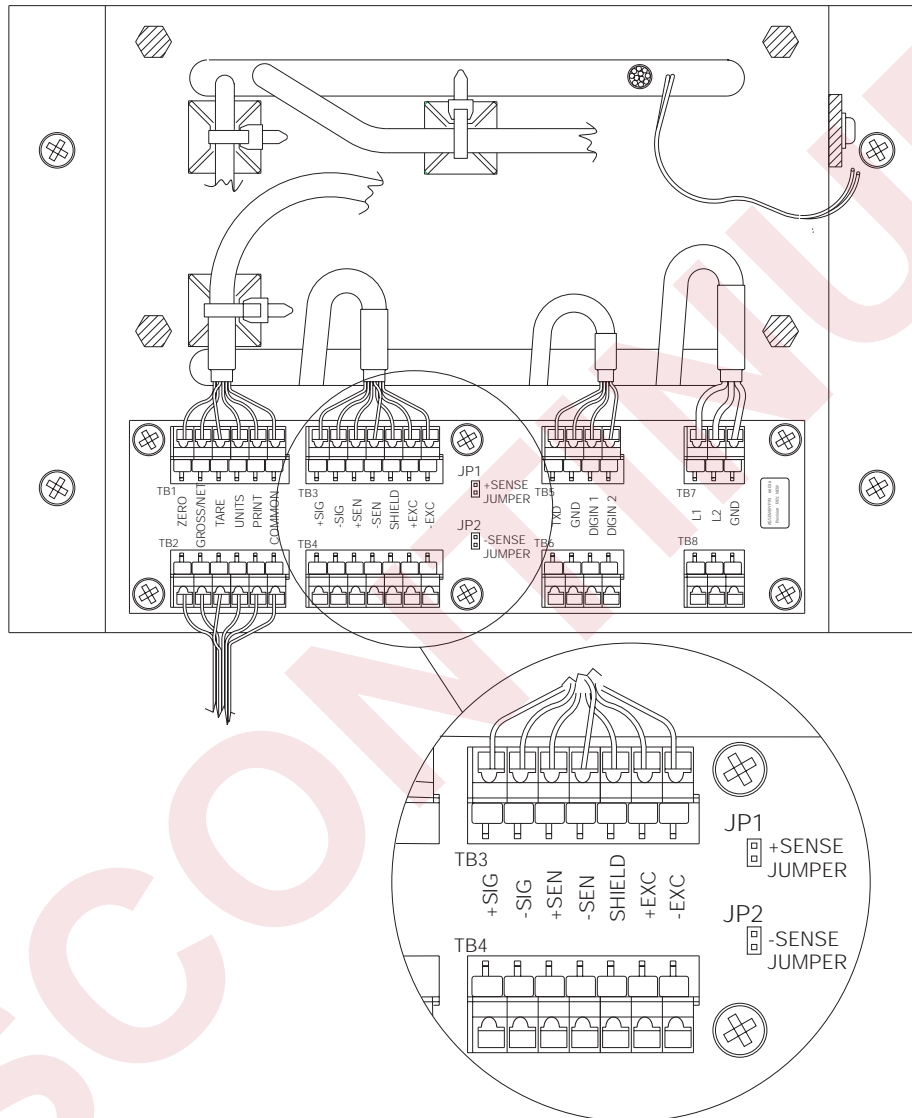 DISCONTINU
TB1
ZERO
GROSS/NET
TARE
UNITS
PRINT
COMMON
TB2
TB3
+SIG
-SIG
+SEN
-SEN
SHIELD
+EXC
-EXC
TB4
JP1
+SENSE
JUMPER
JP2
-SENSE
JUMPER
TB5
TXD
GND
DIGIN 1
DIGIN 2
TB6
TB7
L1
L2
GND
TB8
TB3
+SIG
-SIG
+SEN
-SEN
SHIELD
+EXC
-EXC
TB4
JP1
+SENSE
JUMPER
JP2
-SENSE
JUMPER